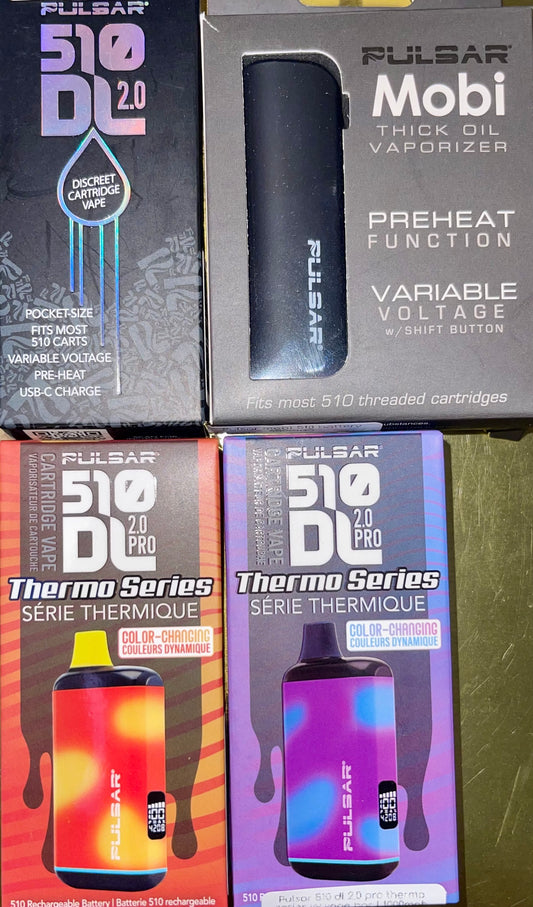 PULSAR
510
DL 2.0
DISCREET
CARTRIDGE
VAPE
POCKET-SIZE
FITS MOST
510 CARTS
VARIABLE VOLTAGE
PRE-HEAT
USB-C CHARGE
PULSAR
Mobi
THICK OIL
VAPORIZER
PREHEAT
FUNCTION
VARIABLE
VOLTAGE
W/SHIFT BUTTON
PULSAR
Fits most 510 threaded cartridges
PULSAR
510
DL 2.0 PRO
CARTRIDGE VAPE
VAPORISATEUR DE CARTOUCHE
Thermo Series
SÉRIE THERMIQUE
COLOR-CHANGING
COULEURS DYNAMIQUE
PULSAR
100
510 Rechargeable Battery | Batterie 510 rechargeable
PULSAR
510
DL 2.0 PRO
CARTRIDGE VAPE
Thermo Series
SÉRIE THERMIQUE
COLOR-CHANGING
COULEURS DYNAMIQUE
PULSAR
100
510
Pulsar 510 dl 2.0 pro thermo